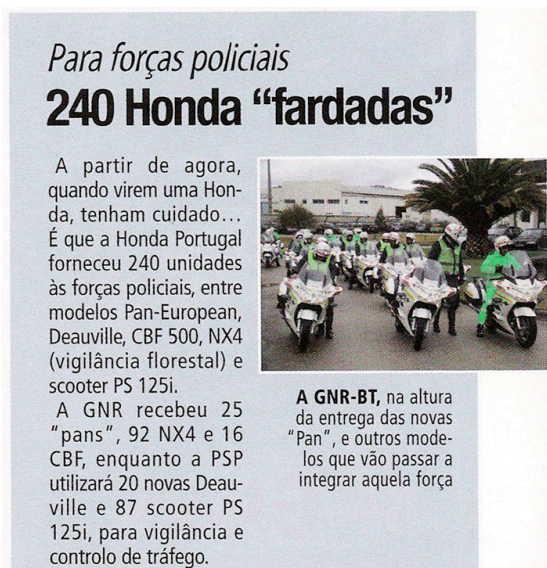 Para forças policiais
240 Honda “fardadas”
A partir de agora,
quando virem uma Hon-
da, tenham cuidado...
É que a Honda Portugal
forneceu 240 unidades
às forças policiais, entre
modelos Pan-European,
Deauville, CBF 500, NX4
(vigilância florestal) e
scooter PS 125i.
A GNR recebeu 25
“pans”, 92 NX4 e 16
CBF, enquanto a PSP
utilizará 20 novas Deau-
ville e 87 scooter PS
125i, para vigilância e
controlo de tráfego.
A GNR-BT, na altura
da entrega das novas
“Pan”, e outros mode-
los que vão passar a
integrar aquela força